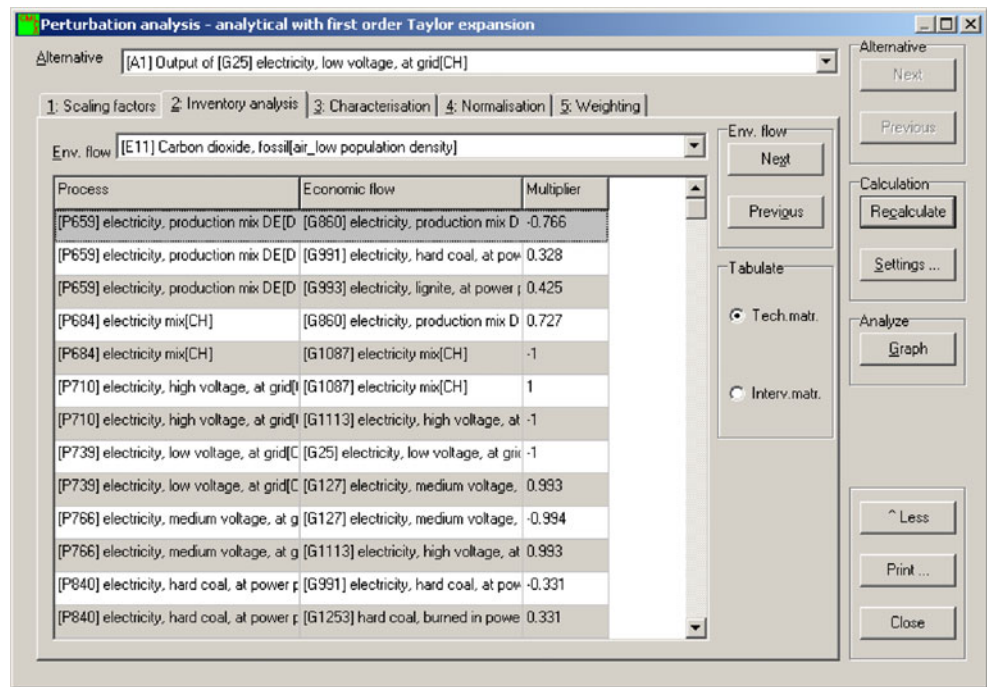 Perturbation analysis - analytical with first order Taylor expansion
Alternative [A1] Output of [G25] electricity, low voltage, at grid[CH]
1: Scaling factors 2: Inventory analysis 3: Characterisation 4: Normalisation 5: Weighting
Env. flow [E11] Carbon dioxide, fossil[air_low population density]
Process Economic flow Multiplier
[P659] electricity, production mix DE[D [G860] electricity, production mix D -0.766
[P659] electricity, production mix DE[D [G991] electricity, hard coal, at pow 0.328
[P659] electricity, production mix DE[D [G993] electricity, lignite, at power p 0.425
[P684] electricity mix[CH] [G860] electricity, production mix D 0.727
[P684] electricity mix[CH] [G1087] electricity mix[CH] -1
[P710] electricity, high voltage, at grid[ [G1087] electricity mix[CH] 1
[P710] electricity, high voltage, at grid[ [G1113] electricity, high voltage, at -1
[P739] electricity, low voltage, at grid[C [G25] electricity, low voltage, at gri -1
[P739] electricity, low voltage, at grid[C [G127] electricity, medium voltage, 0.993
[P766] electricity, medium voltage, at g [G127] electricity, medium voltage, -0.994
[P766] electricity, medium voltage, at g [G1113] electricity, high voltage, at 0.993
[P840] electricity, hard coal, at power p [G991] electricity, hard coal, at pow -0.331
[P840] electricity, hard coal, at power p [G1253] hard coal, burned in powe 0.331
Env. flow
Next
Previous
Tabulate
Tech.matr.
Interv.matr.
Alternative
Next
Previous
Calculation
Recalculate
Settings ...
Analyze
Graph
^ Less
Print ...
Close